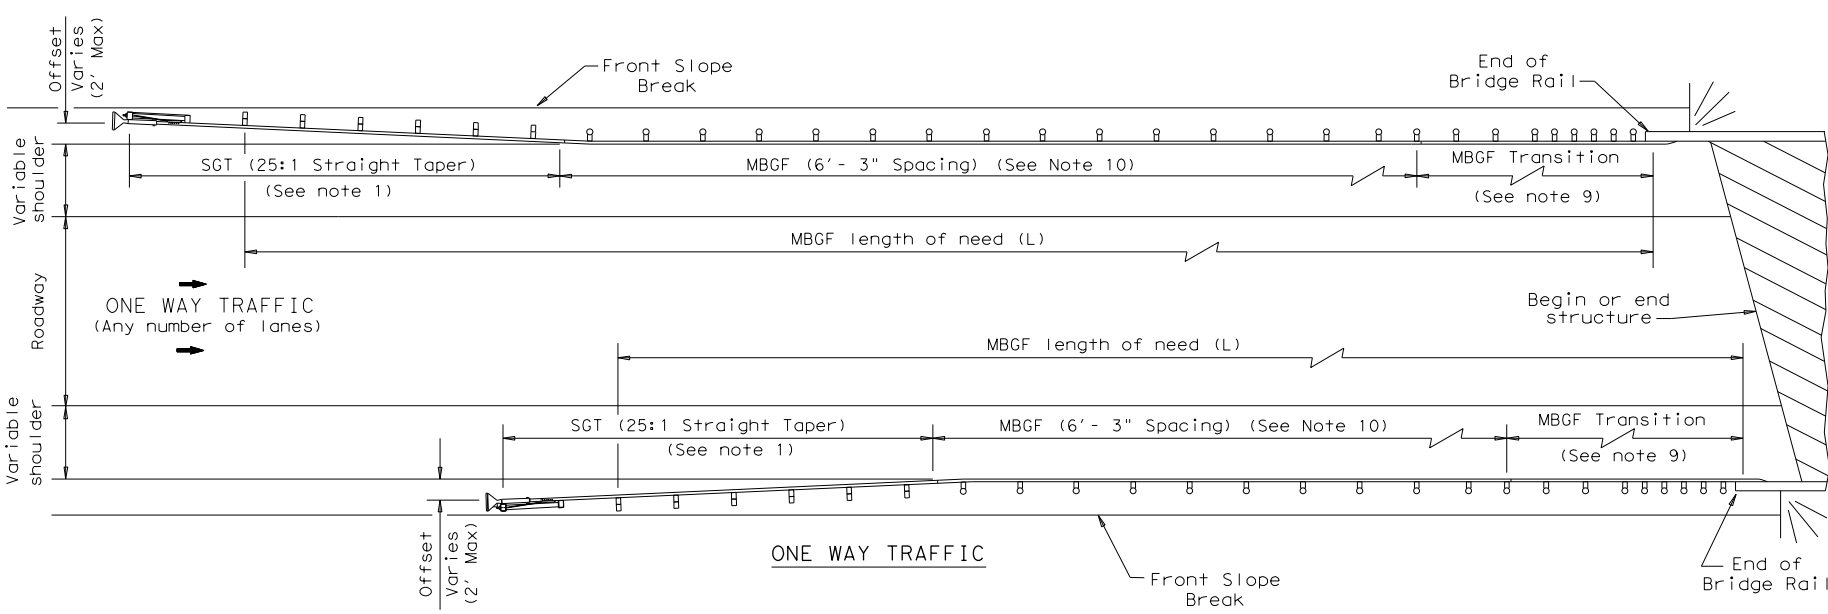 Offset
Varies
(2' Max)
Front Slope
Break
End of
Bridge Rail
Variable
shoulder
SGT (25:1 Straight Taper)
(See note 1)
MBGF (6'- 3" Spacing) (See Note 10)
MBGF Transition
(See note 9)
MBGF length of need (L)
Roadway
ONE WAY TRAFFIC
(Any number of lanes)
Begin or end
structure
MBGF length of need (L)
Variable
shoulder
SGT (25:1 Straight Taper)
(See note 1)
MBGF (6'- 3" Spacing) (See Note 10)
MBGF Transition
(See note 9)
Offset
Varies
(2' Max)
ONE WAY TRAFFIC
Front Slope
Break
End of
Bridge Rail